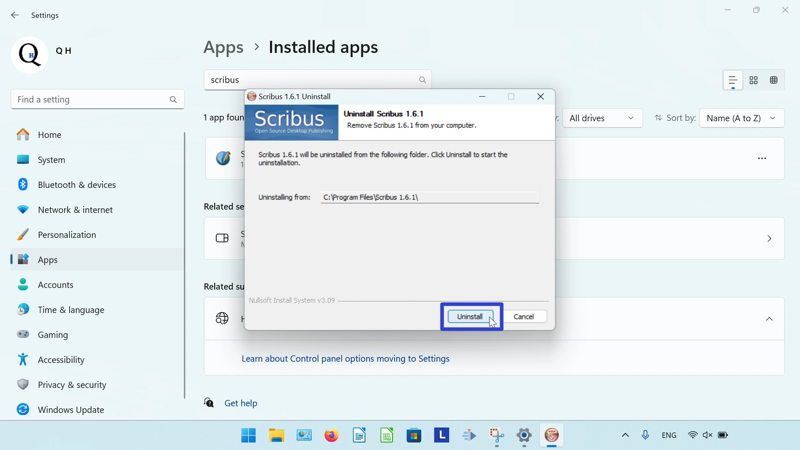 Settings
Q H
QH
Find a setting
Home
System
Bluetooth & devices
Network & internet
Personalization
Apps
Accounts
Time & language
Gaming
Accessibility
Privacy & security
Windows Update
Apps > Installed apps
scribus
1 app foun
All drives
Sort by: Name (A to Z)
Related se
Related su
Learn about Control panel options moving to Settings
Get help
Scribus 1.6.1 Uninstall
Scribus
Open Source Desktop Publishing
Uninstall Scribus 1.6.1
Remove Scribus 1.6.1 from your computer.
Scribus 1.6.1 will be uninstalled from the following folder. Click Uninstall to start the
uninstallation.
Uninstalling from: C:\Program Files\Scribus 1.6.1\
Nullsoft Install System v3.09
Uninstall Cancel
L
ENG